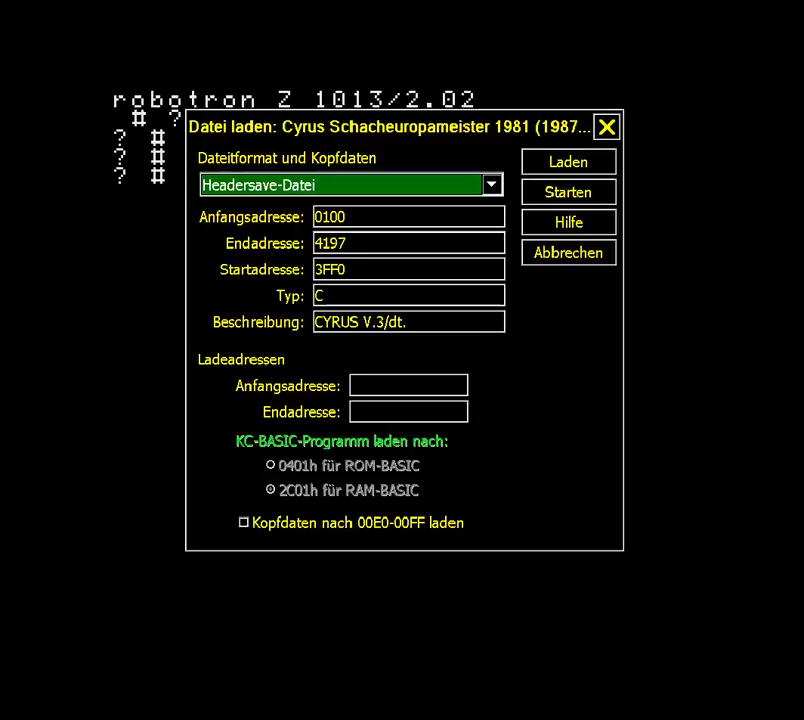 robotron Z 1013/2.02
# ?
Datei laden: Cyrus Schacheuropameister 1981 (1987...
? #
? #
? #
Dateitformat und Kopfdaten
Laden
Headersave-Datei
Starten
Anfangsadresse: 0100
Hilfe
Endadresse: 4197
Abbrechen
Startadresse: 3FF0
Typ: C
Beschreibung: CYRUS V.3/dt.
Ladeadressen
Anfangsadresse:
Endadresse:
KC-BASIC-Programm laden nach:
0401h für ROM-BASIC
2C01h für RAM-BASIC
Kopfdaten nach 00E0-00FF laden